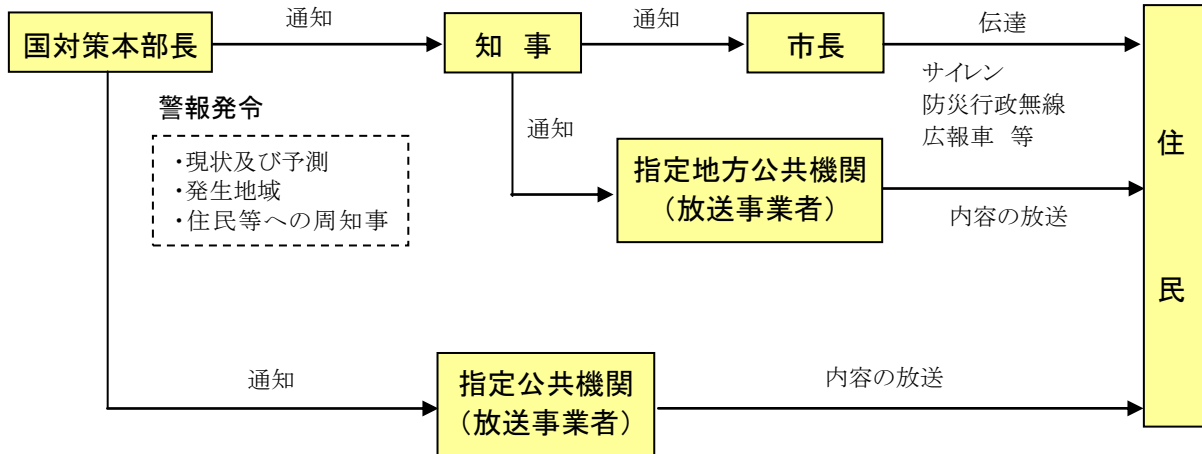 通知
通知
伝達
国対策本部長
知 事
市長
サイレン
防災行政無線
広報車 等
警報発令
・現状及び予測
・発生地域
・住民等への周知事
通知
指定地方公共機関
(放送事業者)
内容の放送
住
民
通知
指定公共機関
(放送事業者)
内容の放送